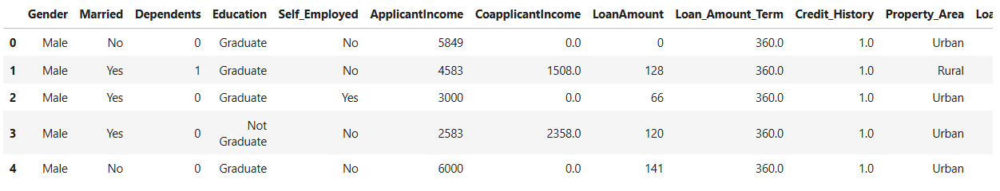 Gender Married Dependents Education Self_Employed ApplicantIncome CoapplicantIncome LoanAmount Loan_Amount_Term Credit_History Property_Area Loa
0 Male No 0 Graduate No 5849 0.0 0 360.0 1.0 Urban
1 Male Yes 1 Graduate No 4583 1508.0 128 360.0 1.0 Rural
2 Male Yes 0 Graduate Yes 3000 0.0 66 360.0 1.0 Urban
3 Male Yes 0 Not Graduate No 2583 2358.0 120 360.0 1.0 Urban
4 Male No 0 Graduate No 6000 0.0 141 360.0 1.0 Urban